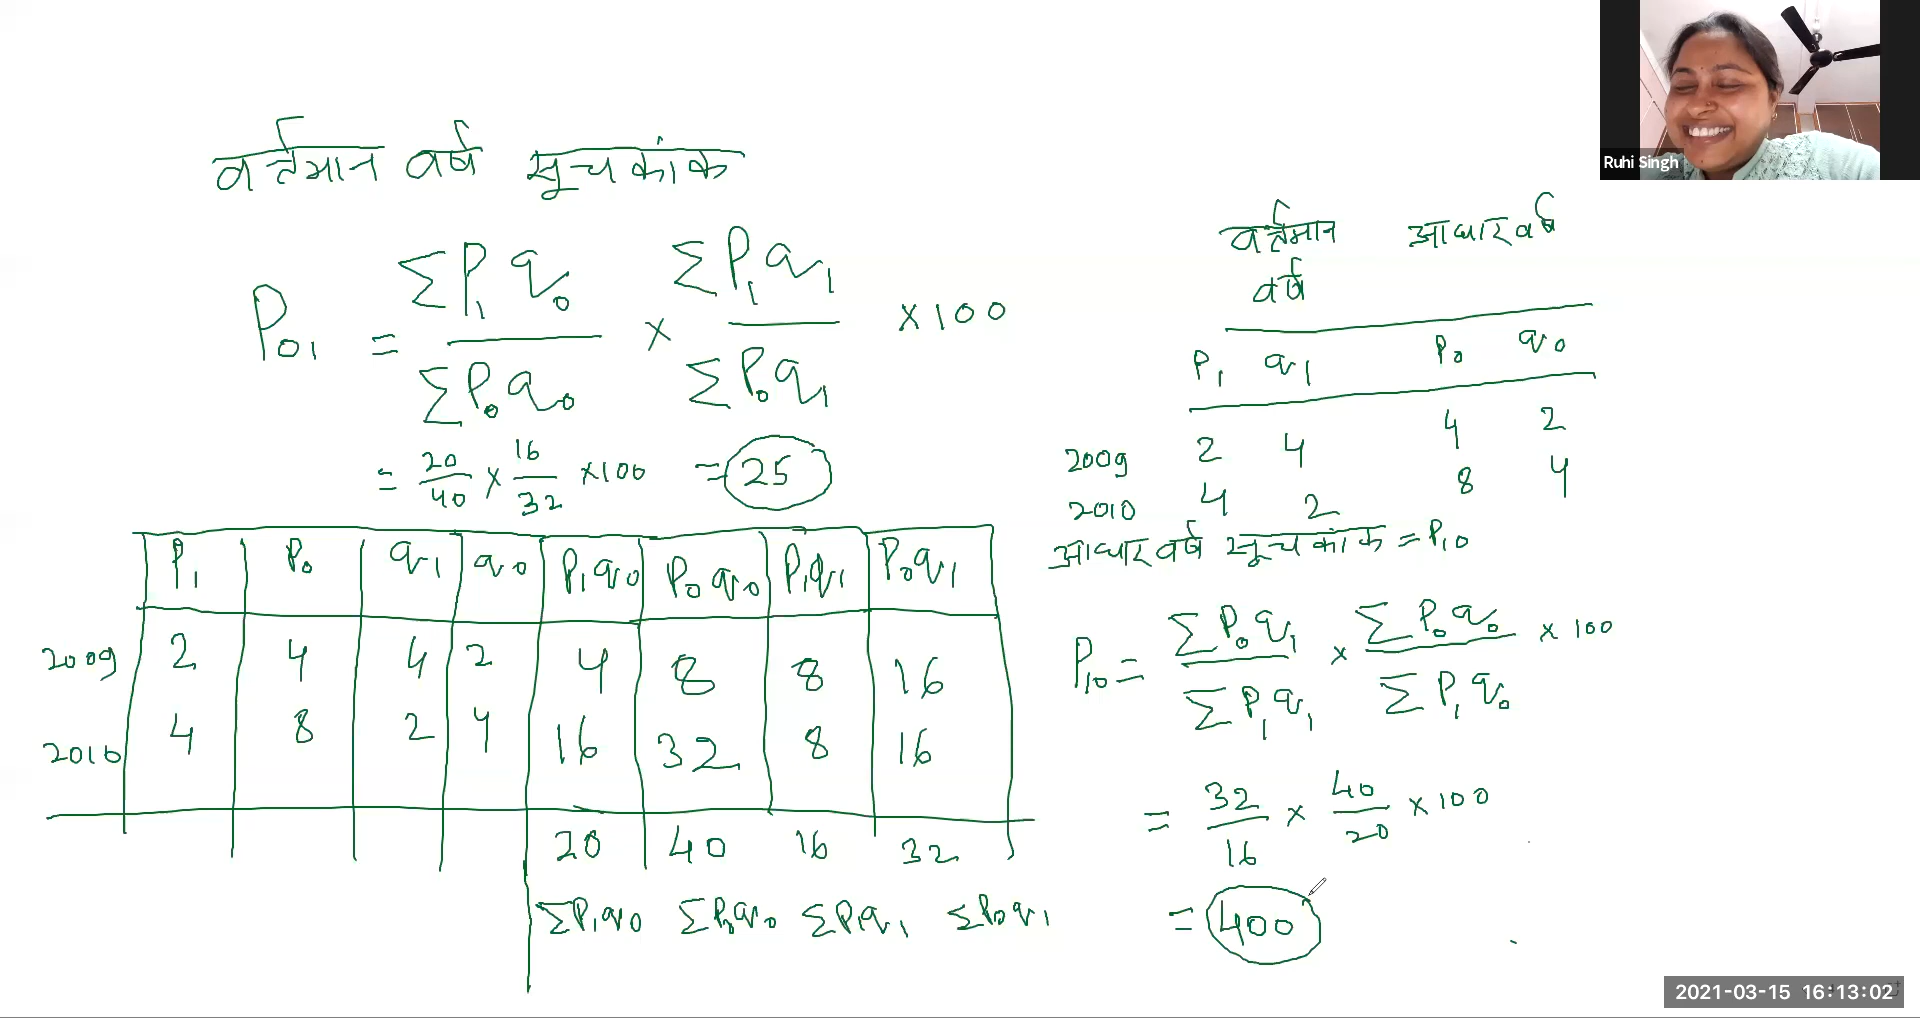 Ruhi Singh
वर्तमान वर्ष सूचकांक
P₀₁ = ΣP₁q₀ / ΣP₀q₀ × ΣP₁q₁ / ΣP₀q₁ × 100
= 20/40 × 16/32 × 100 = 25
P₁ P₀ q₁ q₀ P₁q₀ P₀q₀ P₁q₁ P₀q₁
2009 2 4 4 2 4 8 8 16
2010 4 8 2 4 16 32 8 16
20 40 16 32
ΣP₁q₀ ΣP₀q₀ ΣP₁q₁ ΣP₀q₁
वर्तमान आधार वर्ष
वर्ष
P₁ q₁ P₀ q₀
2009 2 4 4 2
2010 4 2 8 4
आधार वर्ष सूचकांक = P₁₀
P₁₀ = ΣP₀q₁ / ΣP₁q₁ × ΣP₀q₀ / ΣP₁q₀ × 100
= 32/16 × 40/20 × 100
= 400
2021-03-15 16:13:02